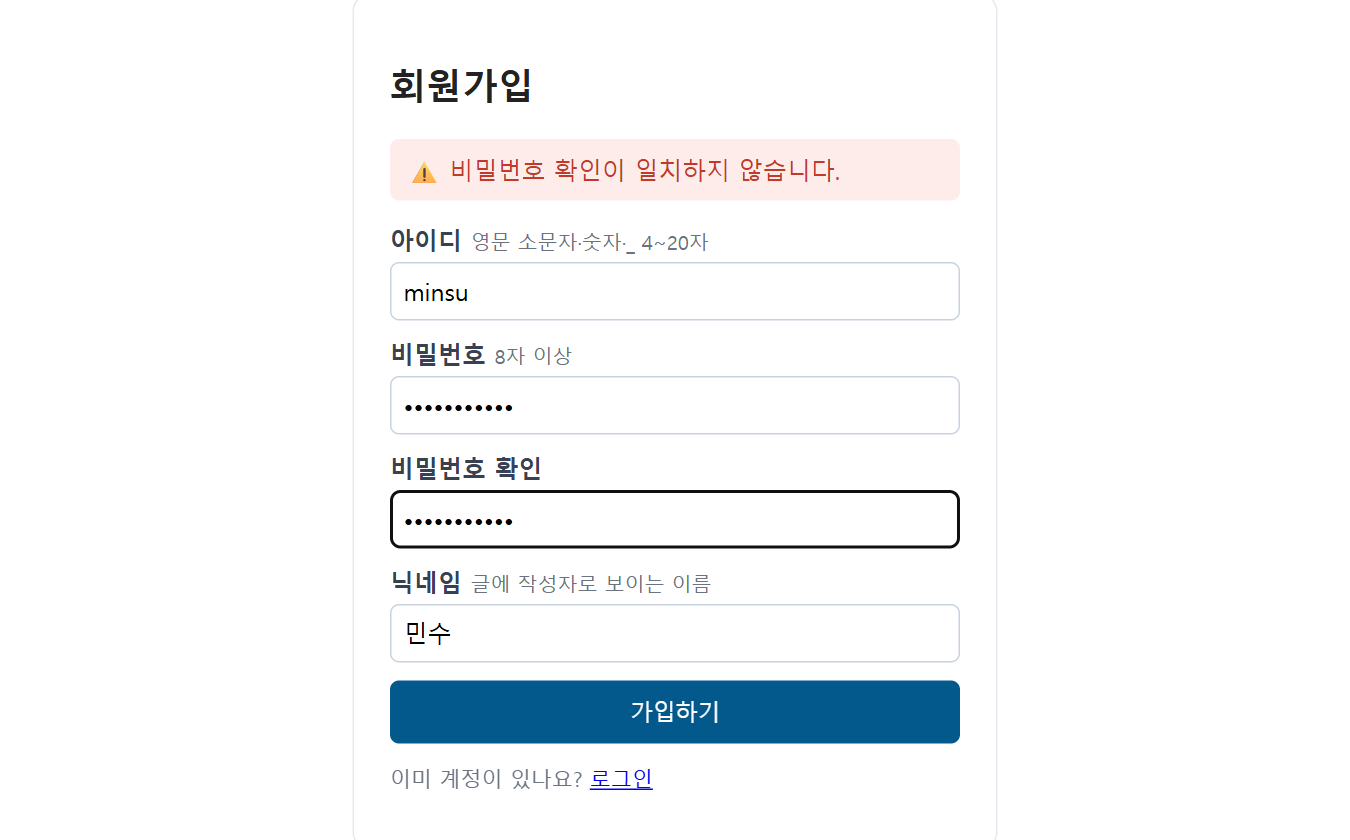 회원가입
⚠️ 비밀번호 확인이 일치하지 않습니다.
아이디 영문 소문자·숫자·_ 4~20자
minsu
비밀번호 8자 이상
•••••••••••
비밀번호 확인
•••••••••••
닉네임 글에 작성자로 보이는 이름
민수
가입하기
이미 계정이 있나요? 로그인